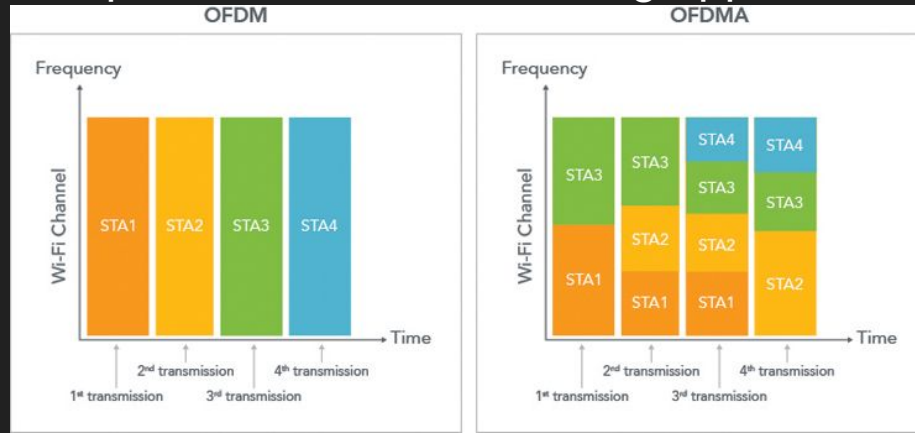 OFDM
Frequency
Wi-Fi Channel
STA1 STA2 STA3 STA4
Time
2nd transmission 4th transmission
1st transmission 3rd transmission
OFDMA
Frequency
Wi-Fi Channel
STA4 STA4
STA3 STA3
STA3 STA3
STA2 STA2
STA1 STA2
STA1 STA1
Time
2nd transmission 4th transmission
1st transmission 3rd transmission